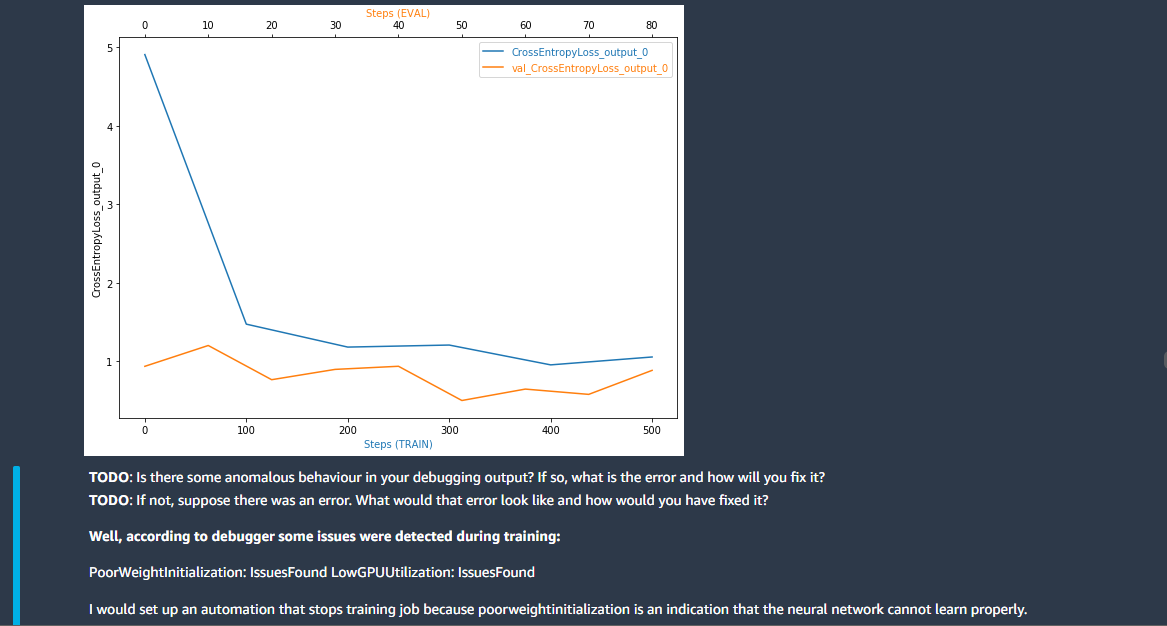 Steps (EVAL)
0 10 20 30 40 50 60 70 80
CrossEntropyLoss_output_0
val_CrossEntropyLoss_output_0
5
4
3
2
1
CrossEntropyLoss_output_0
0 100 200 300 400 500
Steps (TRAIN)
TODO: Is there some anomalous behaviour in your debugging output? If so, what is the error and how will you fix it?
TODO: If not, suppose there was an error. What would that error look like and how would you have fixed it?
Well, according to debugger some issues were detected during training:
PoorWeightInitialization: IssuesFound LowGPUUtilization: IssuesFound
I would set up an automation that stops training job because poorweightinitialization is an indication that the neural network cannot learn properly.